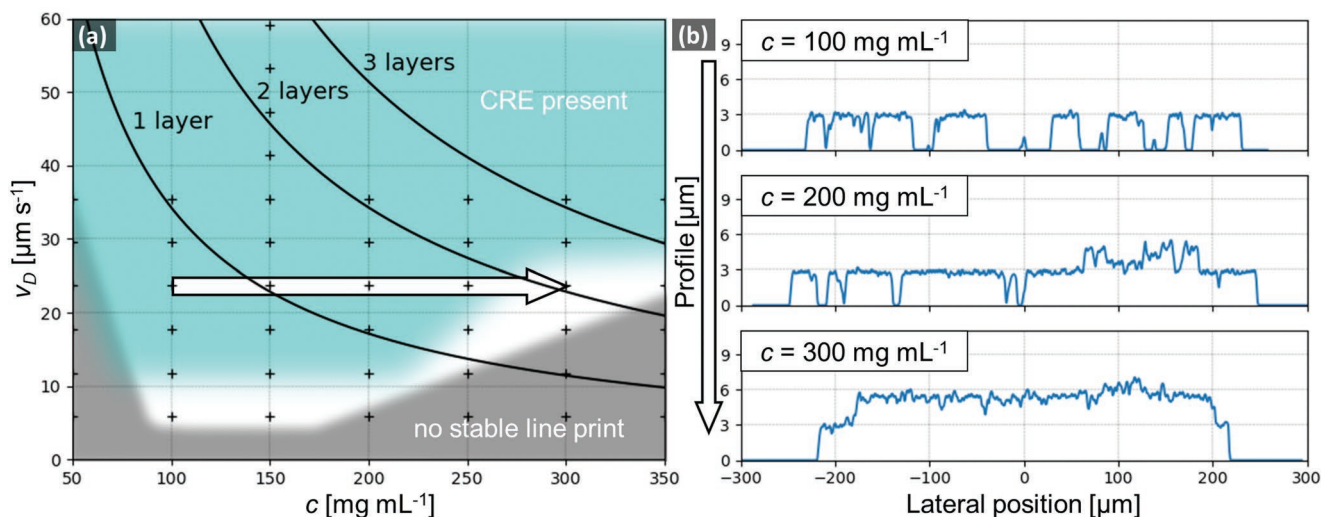 (a)
60
50
40
30
20
10
0
v_D [µm s⁻¹]
1 layer
2 layers
3 layers
CRE present
no stable line print
50 100 150 200 250 300 350
c [mg mL⁻¹]
(b)
Profile [µm]
c = 100 mg mL⁻¹
9
6
3
0
c = 200 mg mL⁻¹
9
6
3
0
c = 300 mg mL⁻¹
9
6
3
0
−300 −200 −100 0 100 200 300
Lateral position [µm]